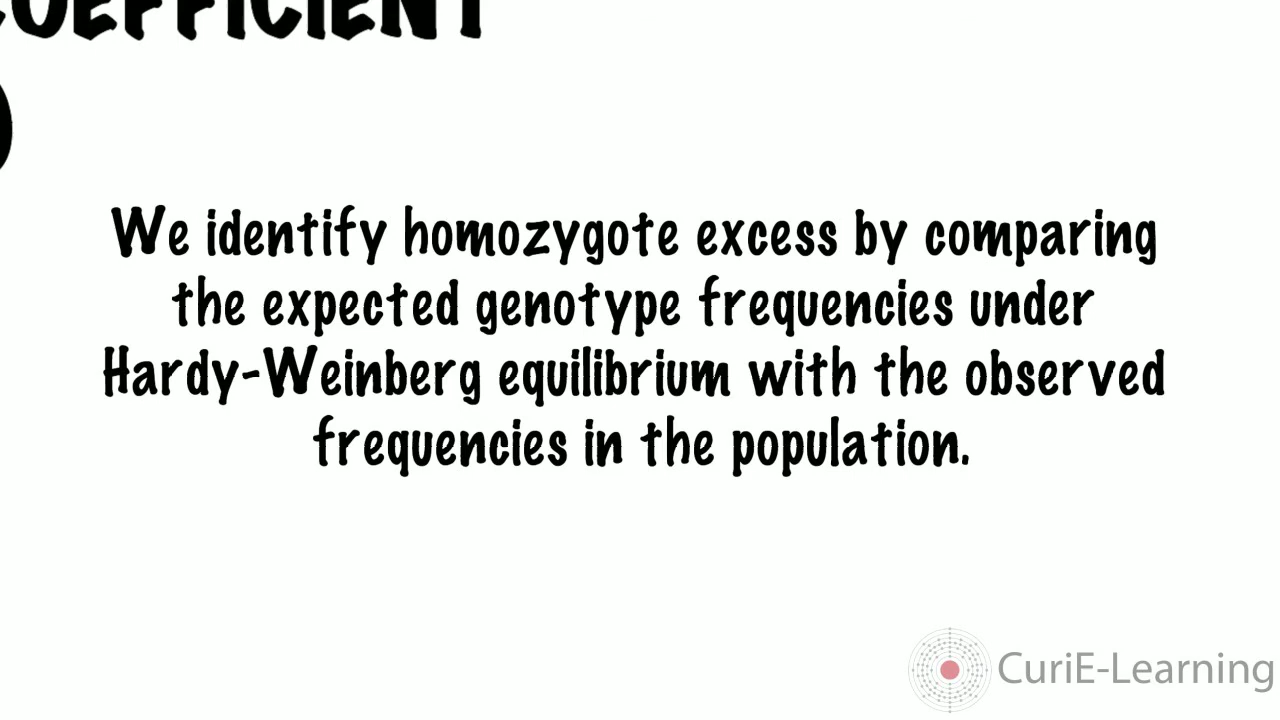 COEFFICIENT
We identify homozygote excess by comparing
the expected genotype frequencies under
Hardy-Weinberg equilibrium with the observed
frequencies in the population.
CuriE-Learning